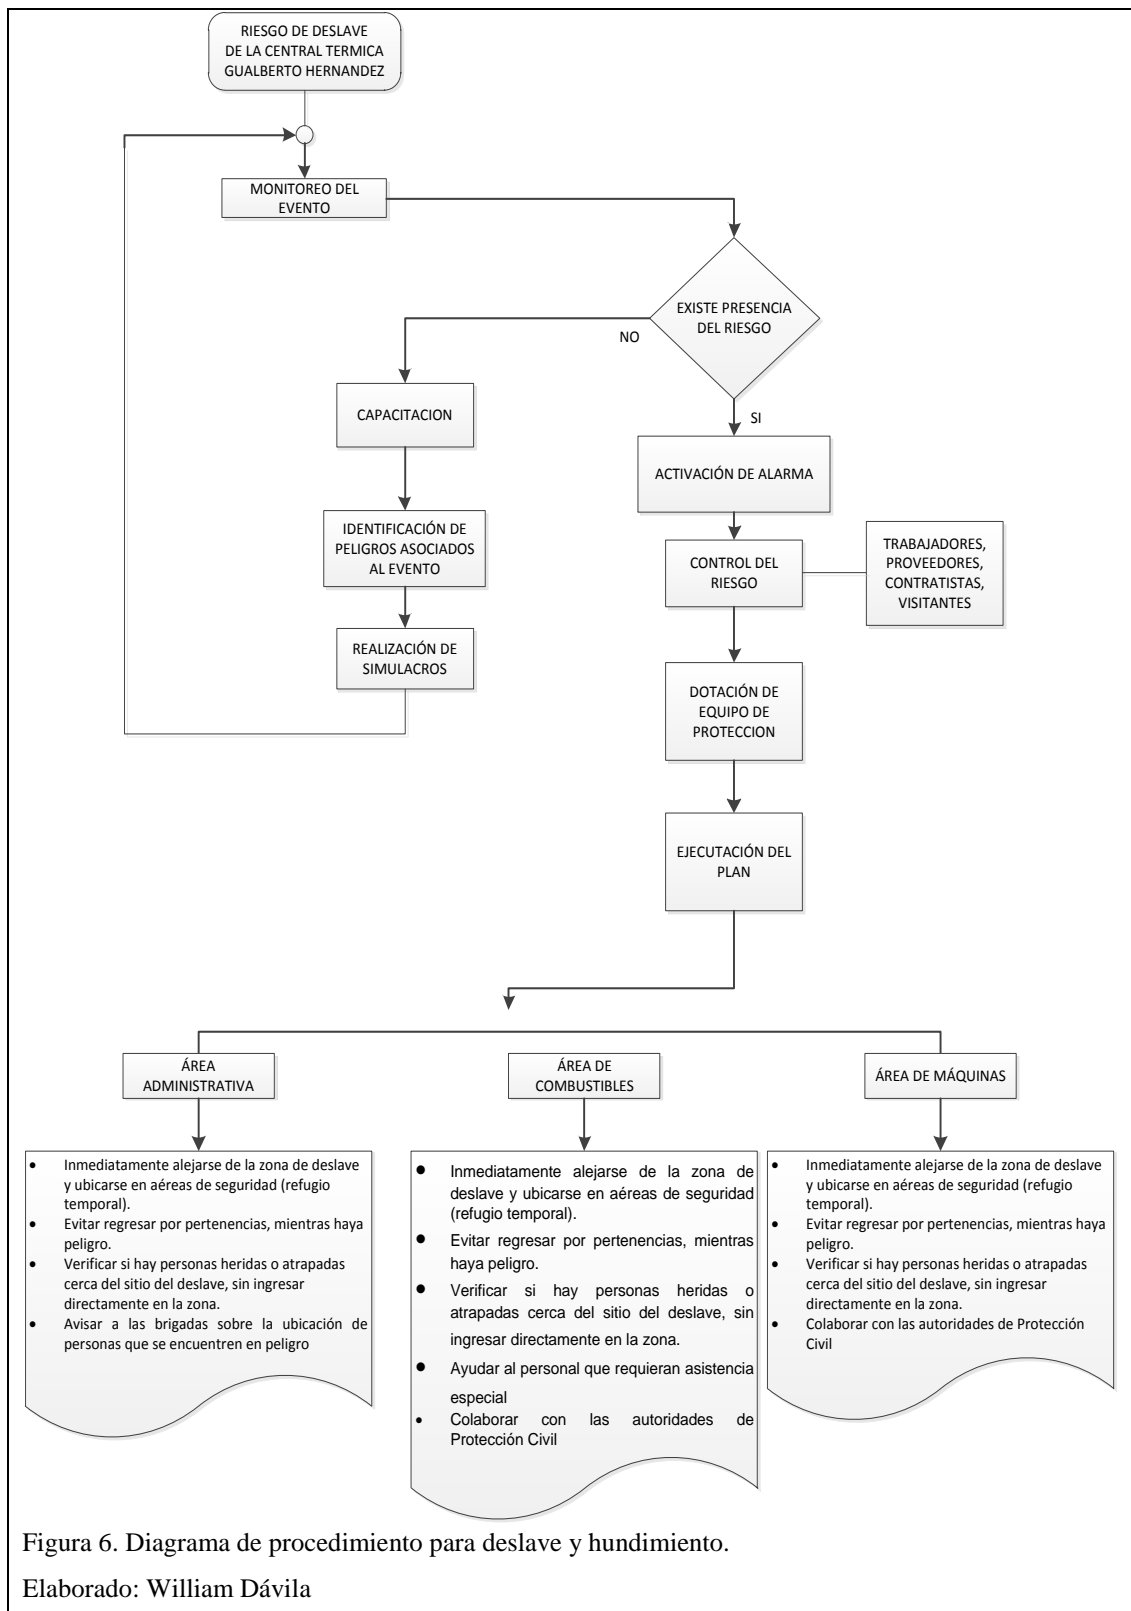 RIESGO DE DESLAVE
DE LA CENTRAL TERMICA
GUALBERTO HERNANDEZ
MONITOREO DEL
EVENTO
EXISTE PRESENCIA
DEL RIESGO
NO
SI
CAPACITACION
IDENTIFICACIÓN DE
PELIGROS ASOCIADOS
AL EVENTO
REALIZACIÓN DE
SIMULACROS
ACTIVACIÓN DE ALARMA
CONTROL DEL
RIESGO
TRABAJADORES,
PROVEEDORES,
CONTRATISTAS,
VISITANTES
DOTACIÓN DE
EQUIPO DE
PROTECCION
EJECUTACIÓN DEL
PLAN
ÁREA
ADMINISTRATIVA
• Inmediatamente alejarse de la zona de deslave
y ubicarse en aéreas de seguridad (refugio
temporal).
• Evitar regresar por pertenencias, mientras haya
peligro.
• Verificar si hay personas heridas o atrapadas
cerca del sitio del deslave, sin ingresar
directamente en la zona.
• Avisar a las brigadas sobre la ubicación de
personas que se encuentren en peligro
ÁREA DE
COMBUSTIBLES
• Inmediatamente alejarse de la zona de
deslave y ubicarse en aéreas de seguridad
(refugio temporal).
• Evitar regresar por pertenencias, mientras
haya peligro.
• Verificar si hay personas heridas o
atrapadas cerca del sitio del deslave, sin
ingresar directamente en la zona.
• Ayudar al personal que requieran asistencia
especial
• Colaborar con las autoridades de
Protección Civil
ÁREA DE MÁQUINAS
• Inmediatamente alejarse de la zona de deslave
y ubicarse en aéreas de seguridad (refugio
temporal).
• Evitar regresar por pertenencias, mientras haya
peligro.
• Verificar si hay personas heridas o atrapadas
cerca del sitio del deslave, sin ingresar
directamente en la zona.
• Colaborar con las autoridades de Protección
Civil
Figura 6. Diagrama de procedimiento para deslave y hundimiento.
Elaborado: William Dávila